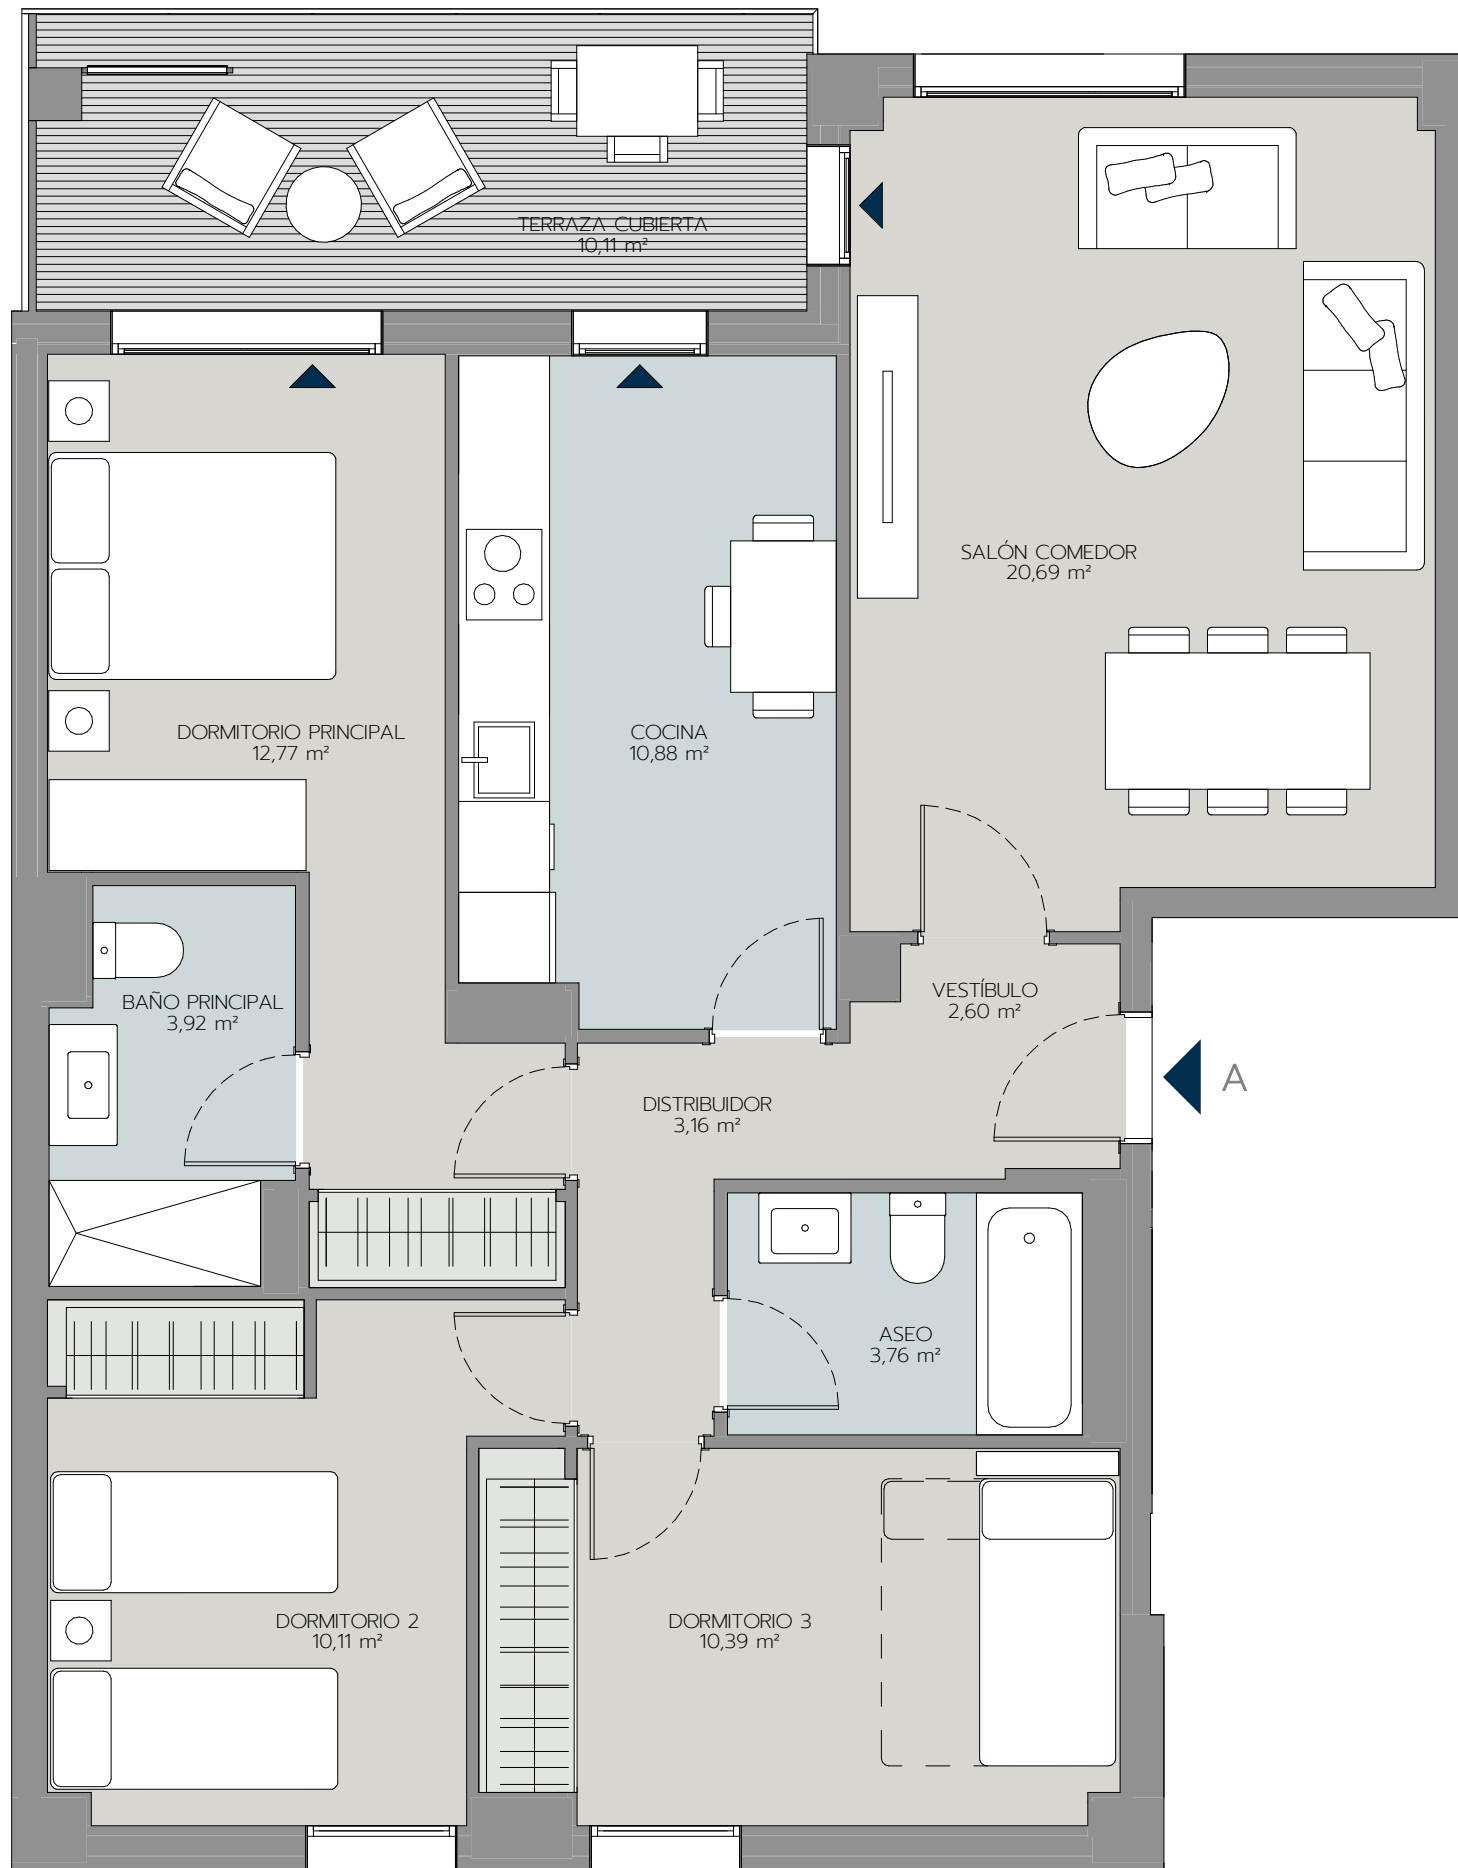 TERRAZA CUBIERTA
10,11 m²
SALÓN COMEDOR
20,69 m²
DORMITORIO PRINCIPAL
12,77 m²
COCINA
10,88 m²
BAÑO PRINCIPAL
3,92 m²
VESTÍBULO
2,60 m²
A
DISTRIBUIDOR
3,16 m²
ASEO
3,76 m²
DORMITORIO 2
10,11 m²
DORMITORIO 3
10,39 m²